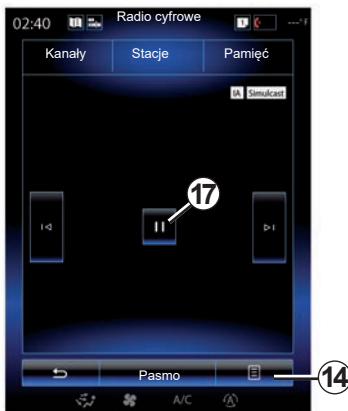 02:40 Radio cyfrowe ---°F
Kanały Stacje Pamięć
IA Simulcast
17
Pasmo
14
A/C